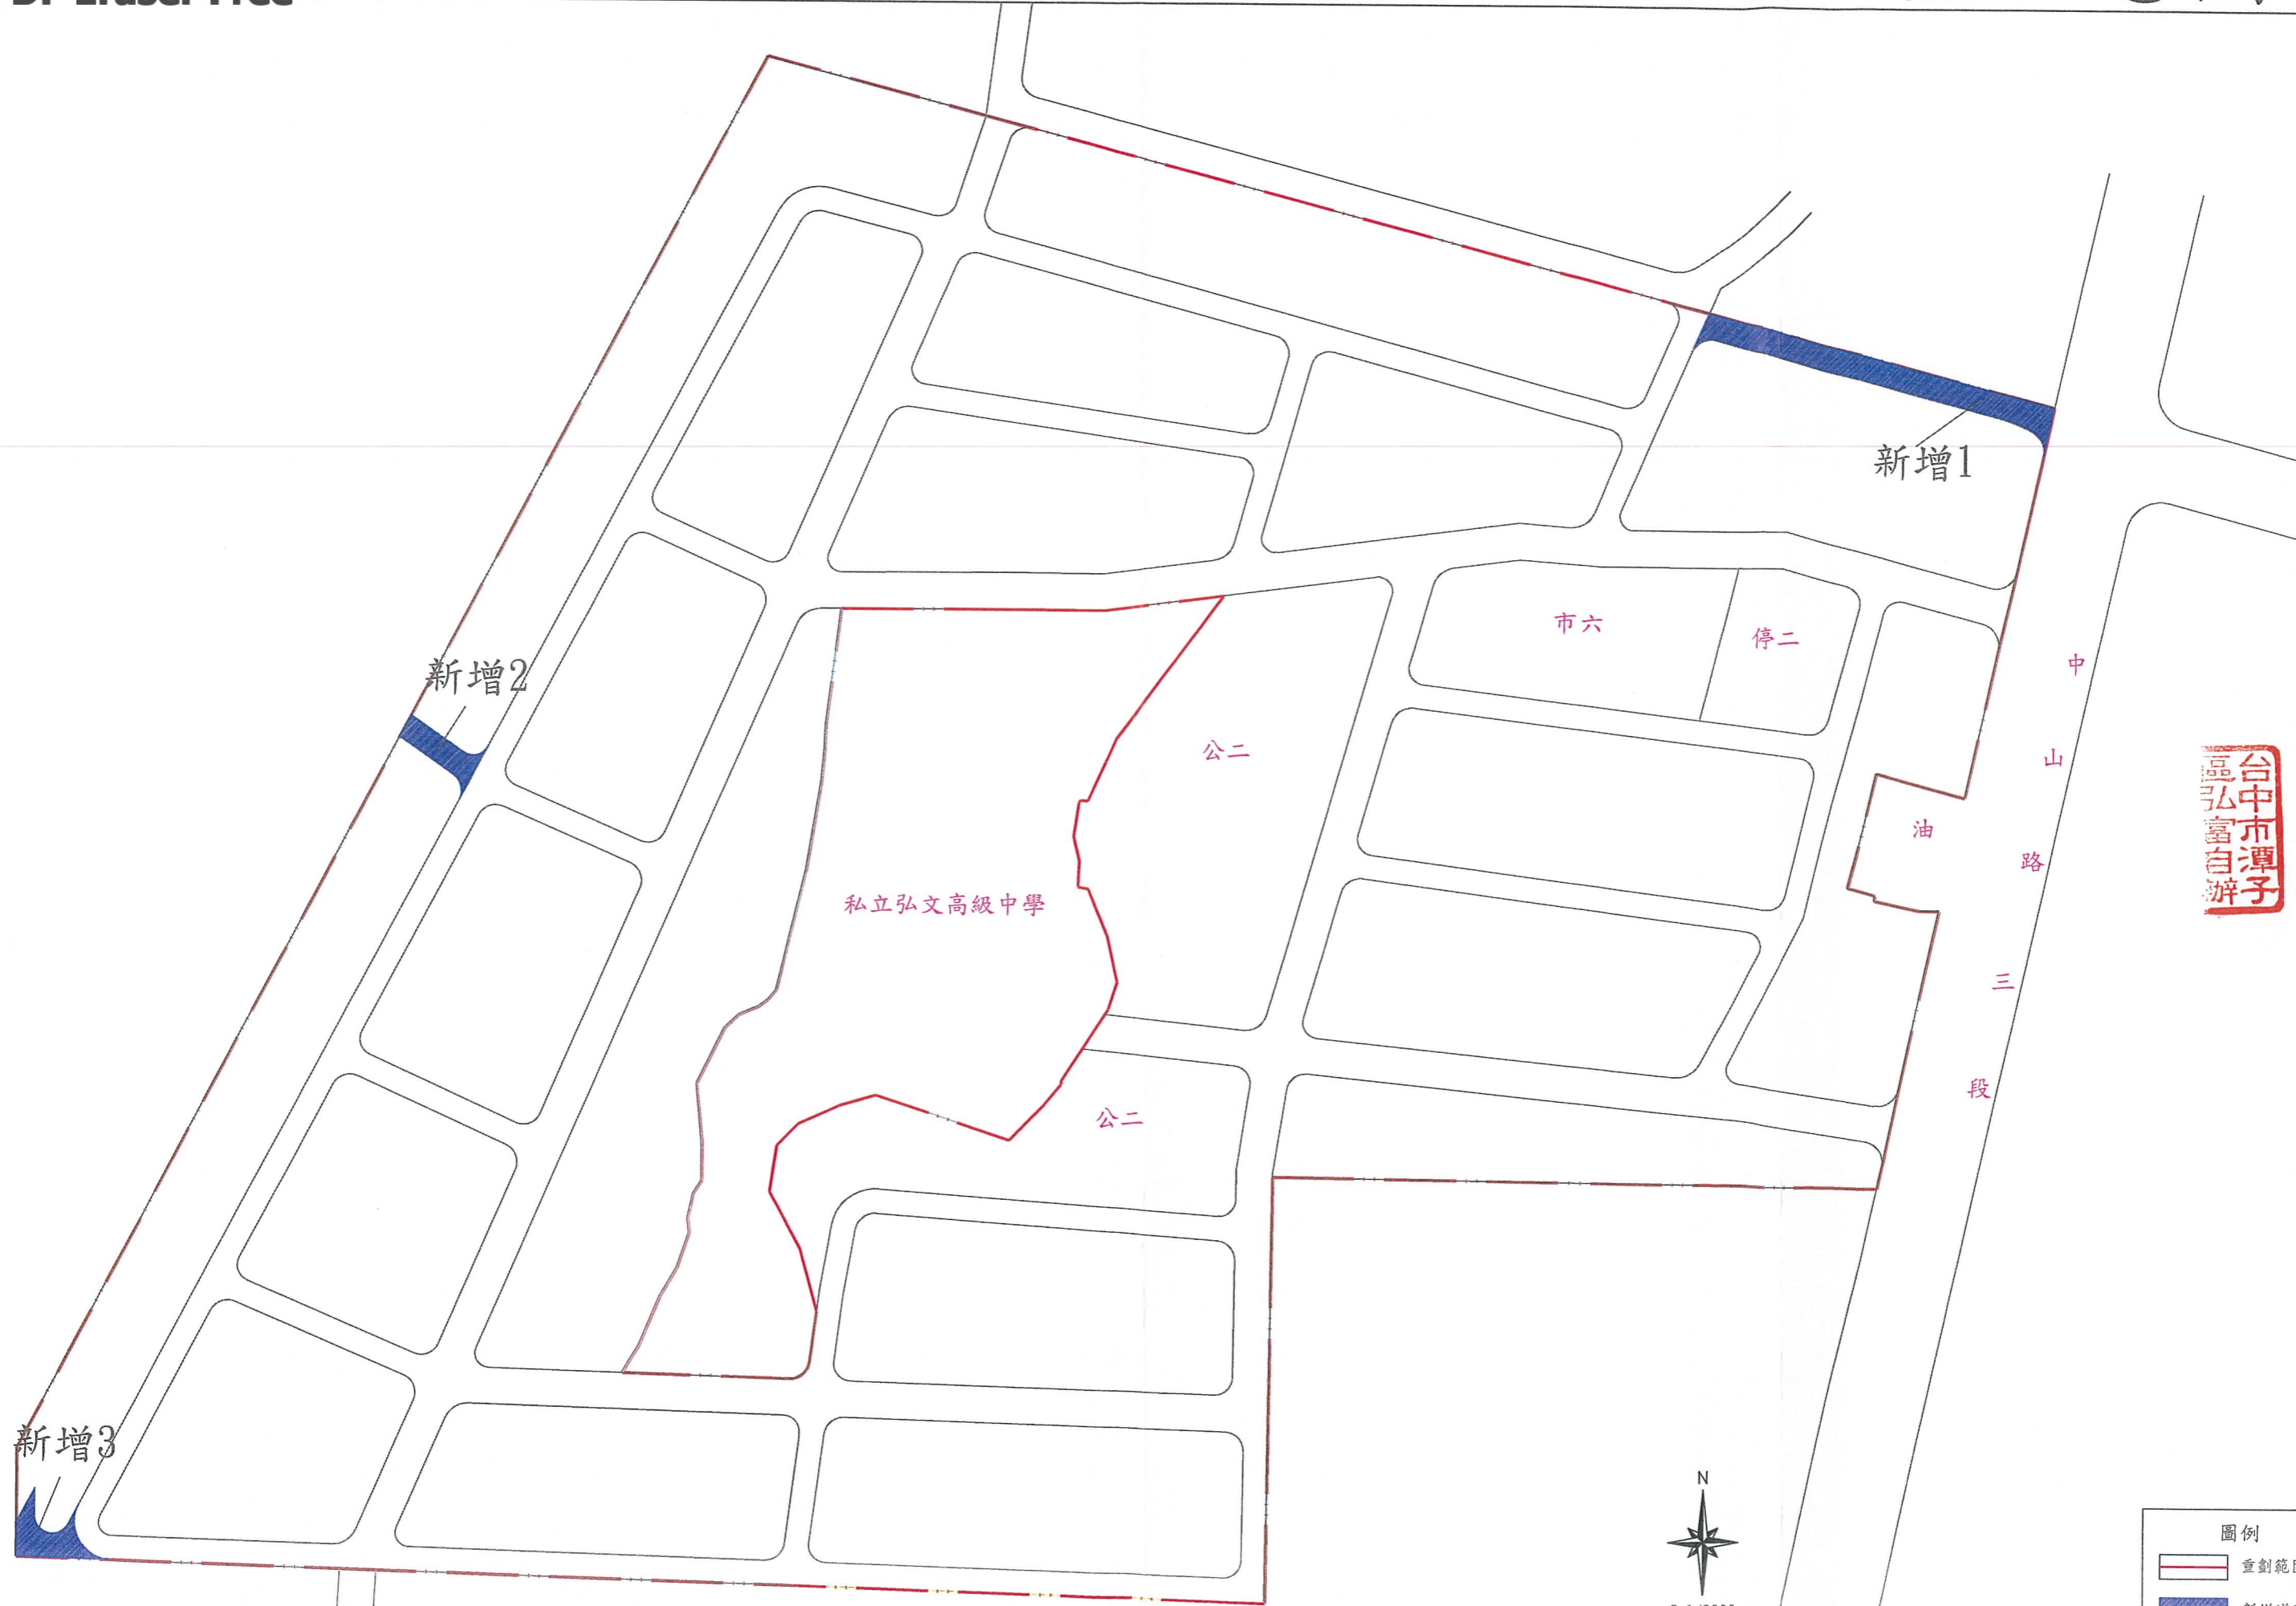 新增1
市六
停二
中
新增2
公二
山
油
路
私立弘文高級中學
三
段
公二
新增3
台中市潭子
區弘富自辦
N
圖例